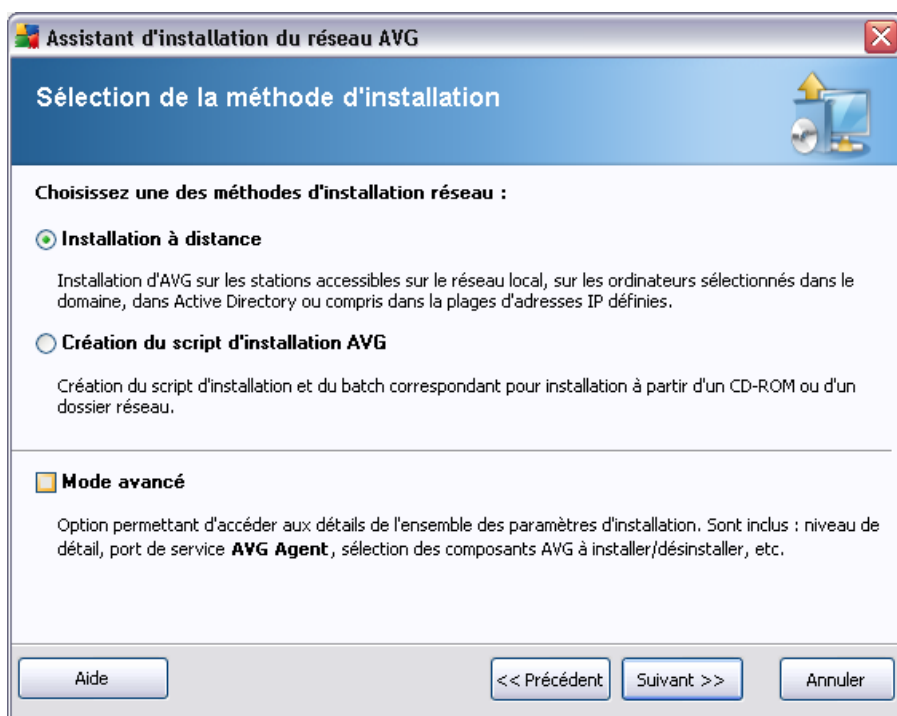 Assistant d'installation du réseau AVG
Sélection de la méthode d'installation
Choisissez une des méthodes d'installation réseau :
Installation à distance
Installation d'AVG sur les stations accessibles sur le réseau local, sur les ordinateurs sélectionnés dans le
domaine, dans Active Directory ou compris dans la plages d'adresses IP définies.
Création du script d'installation AVG
Création du script d'installation et du batch correspondant pour installation à partir d'un CD-ROM ou d'un
dossier réseau.
Mode avancé
Option permettant d'accéder aux détails de l'ensemble des paramètres d'installation. Sont inclus : niveau de
détail, port de service AVG Agent, sélection des composants AVG à installer/désinstaller, etc.
Aide << Précédent Suivant >> Annuler